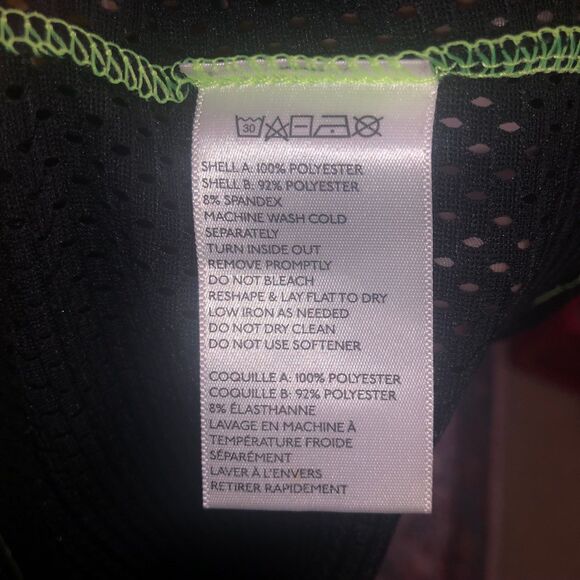 30
SHELL A: 100% POLYESTER
SHELL B: 92% POLYESTER
8% SPANDEX
MACHINE WASH COLD
SEPARATELY
TURN INSIDE OUT
REMOVE PROMPTLY
DO NOT BLEACH
RESHAPE & LAY FLAT TO DRY
LOW IRON AS NEEDED
DO NOT DRY CLEAN
DO NOT USE SOFTENER
COQUILLE A: 100% POLYESTER
COQUILLE B: 92% POLYESTER
8% ÉLASTHANNE
LAVAGE EN MACHINE À
TEMPÉRATURE FROIDE
SÉPARÉMENT
LAVER À L'ENVERS
RETIRER RAPIDEMENT